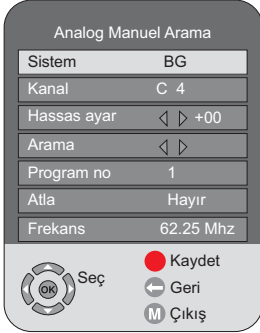 Analog Manuel Arama
Sistem BG
Kanal C 4
Hassas ayar +00
Arama
Program no 1
Atla Hayır
Frekans 62.25 Mhz
Kaydet
OK Seç
Geri
M Çıkış